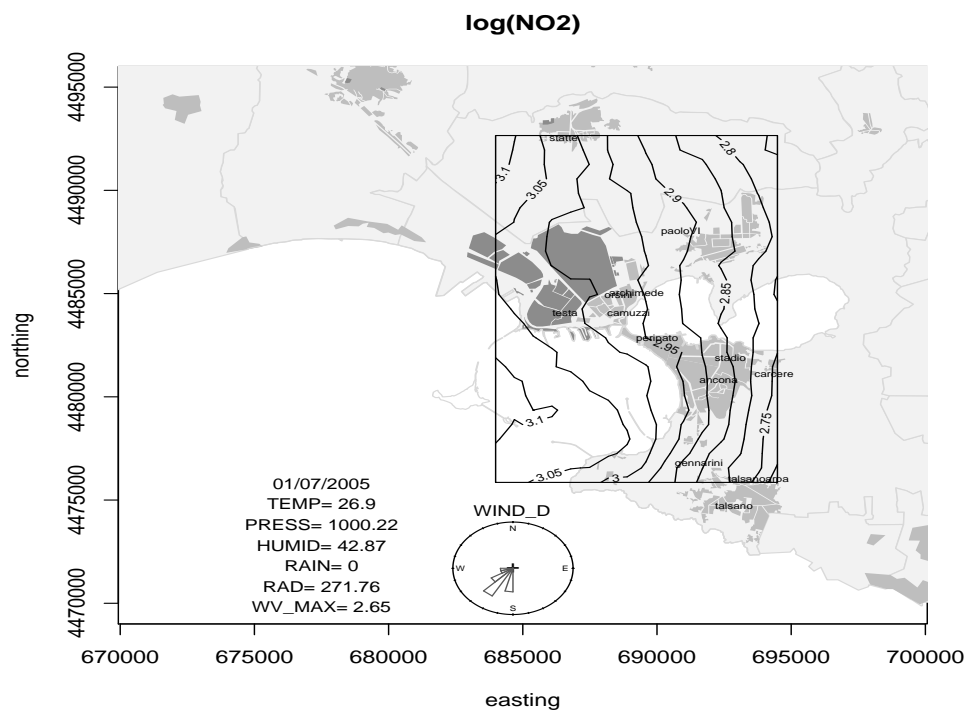 log(NO2)
4495000
4490000
4485000
4480000
4475000
4470000
northing
statte
3.1
3.05
2.9
2.8
paoloVI
2.85
orsini
archimede
testa
camuzzi
peripato
2.95
stadio
ancona
carcere
2.75
3.1
3.05
3
gennarini
talsanoarpa
talsano
01/07/2005
TEMP= 26.9
PRESS= 1000.22
HUMID= 42.87
RAIN= 0
RAD= 271.76
WV_MAX= 2.65
WIND_D
N
W
E
S
670000 675000 680000 685000 690000 695000 700000
easting